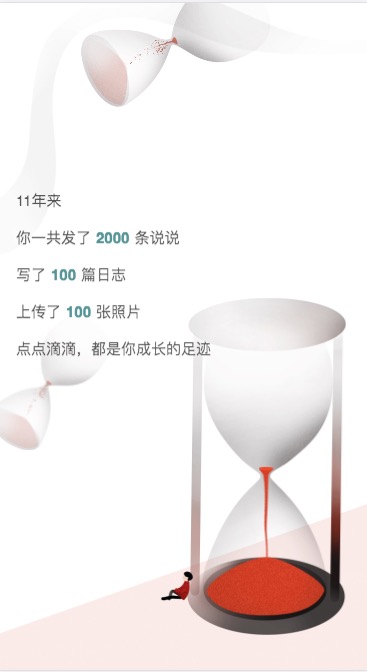 11年来
你一共发了 2000 条说说
写了 100 篇日志
上传了 100 张照片
点点滴滴，都是你成长的足迹